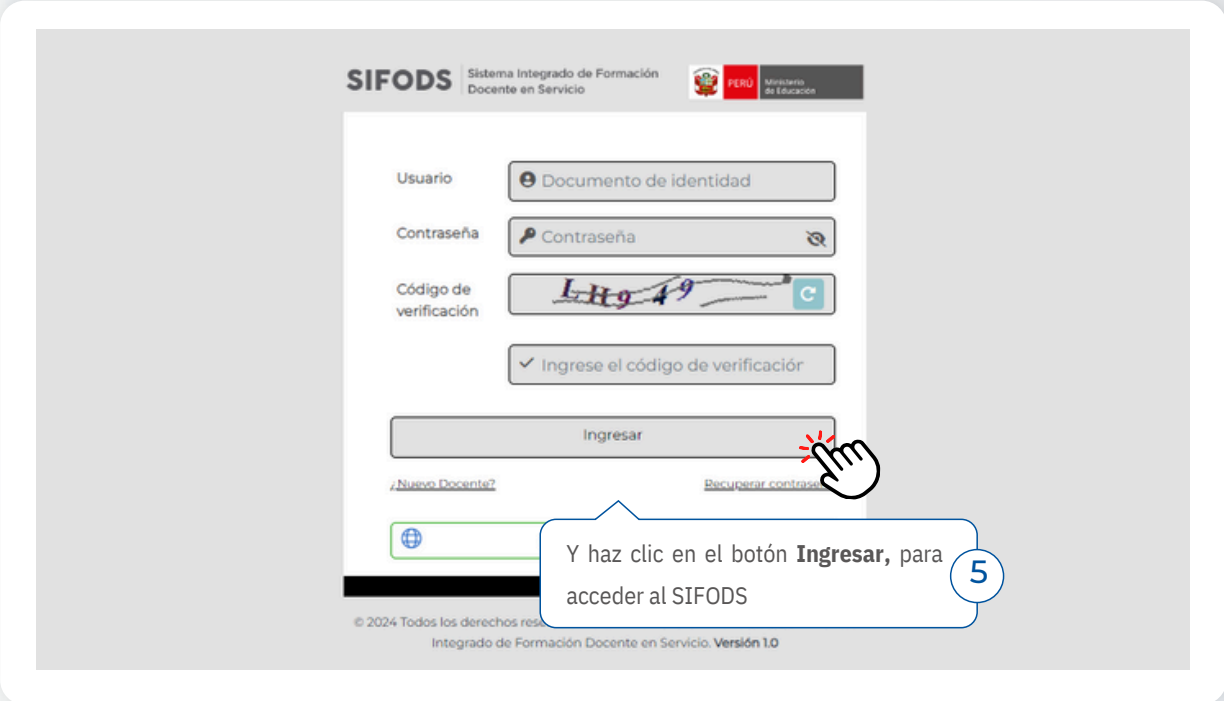 SIFODS
Sistema Integrado de Formación
Docente en Servicio
PERÚ
Ministerio
de Educación
Usuario
Documento de identidad
Contraseña
Contraseña
Código de
verificación
LH949
Ingrese el código de verificación
Ingresar
¿Nuevo Docente?
Recuperar
Y haz clic en el botón Ingresar, para
acceder al SIFODS
5
© 2024 Todos los derechos
Integrado de Formación Docente en Servicio. Versión 1.0